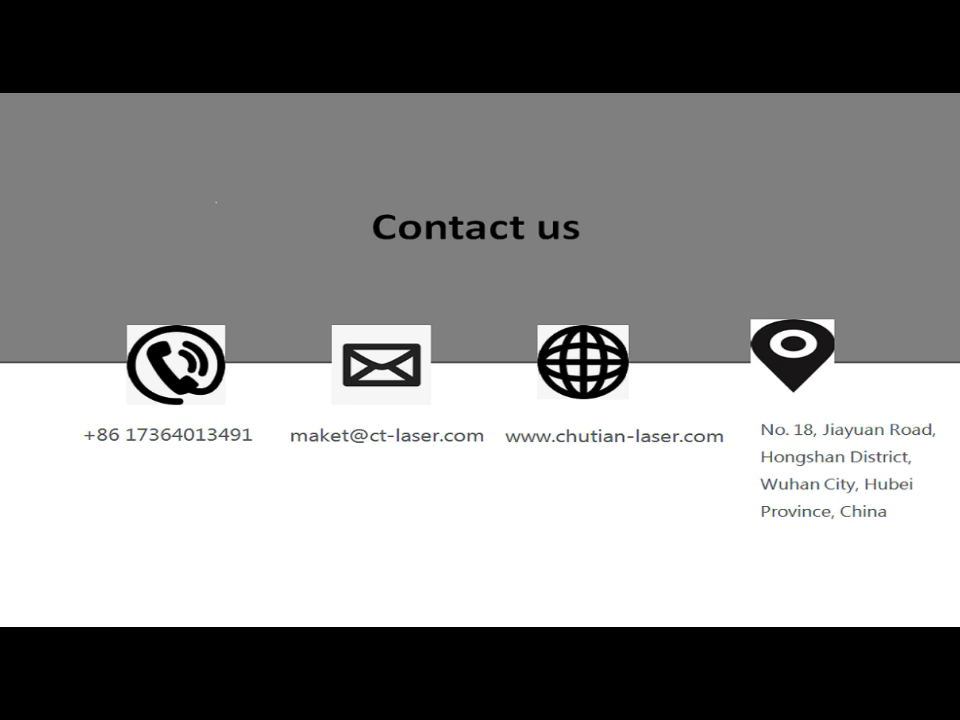 Contact us
+86 17364013491
maket@ct-laser.com
www.chutian-laser.com
No. 18, Jiayuan Road,
Hongshan District,
Wuhan City, Hubei
Province, China